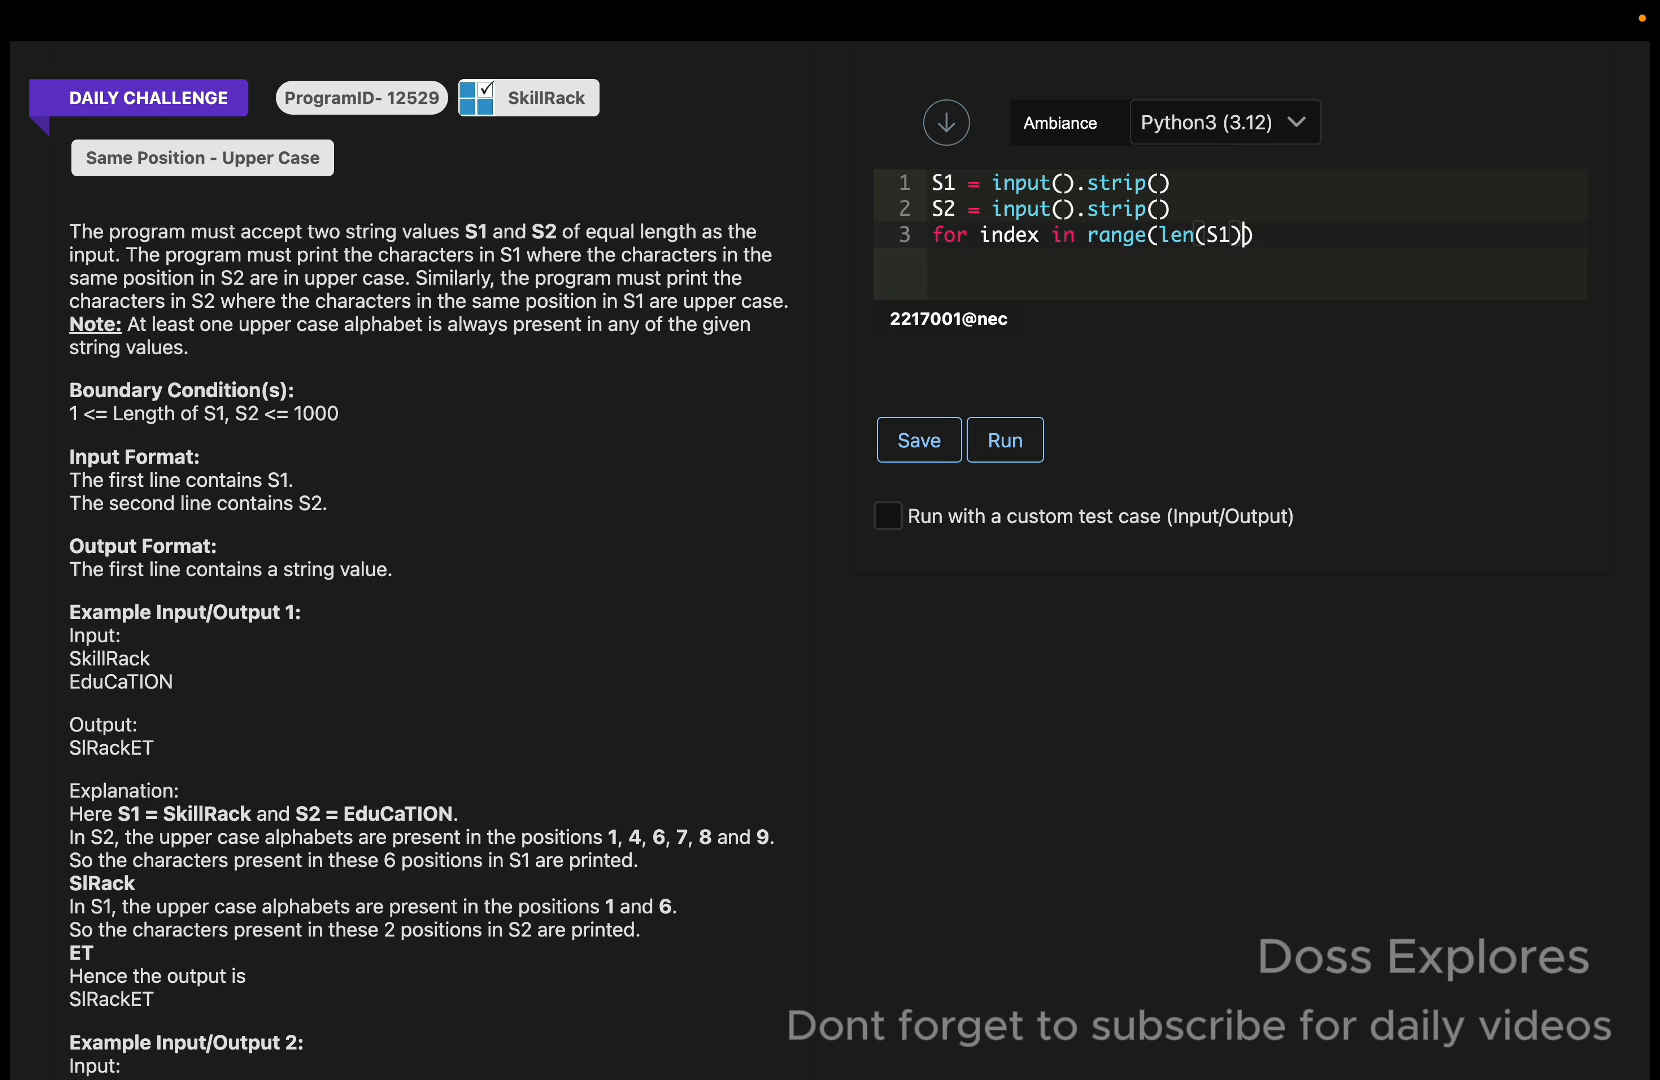 DAILY CHALLENGE
ProgramID- 12529
SkillRack
Same Position - Upper Case
The program must accept two string values S1 and S2 of equal length as the
input. The program must print the characters in S1 where the characters in the
same position in S2 are in upper case. Similarly, the program must print the
characters in S2 where the characters in the same position in S1 are upper case.
Note: At least one upper case alphabet is always present in any of the given
string values.
Boundary Condition(s):
1 <= Length of S1, S2 <= 1000
Input Format:
The first line contains S1.
The second line contains S2.
Output Format:
The first line contains a string value.
Example Input/Output 1:
Input:
SkillRack
EduCaTION
Output:
SlRackET
Explanation:
Here S1 = SkillRack and S2 = EduCaTION.
In S2, the upper case alphabets are present in the positions 1, 4, 6, 7, 8 and 9.
So the characters present in these 6 positions in S1 are printed.
SlRack
In S1, the upper case alphabets are present in the positions 1 and 6.
So the characters present in these 2 positions in S2 are printed.
ET
Hence the output is
SlRackET
Example Input/Output 2:
Input:
Ambiance
Python3 (3.12)
1 S1 = input().strip()
2 S2 = input().strip()
3 for index in range(len(S1))
2217001@nec
Save
Run
Run with a custom test case (Input/Output)
Doss Explores
Dont forget to subscribe for daily videos